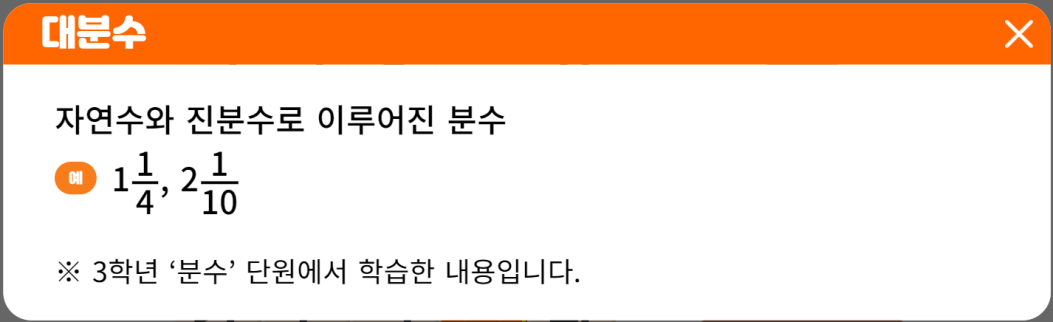 대분수
자연수와 진분수로 이루어진 분수
예 1 1/4, 2 1/10
※ 3학년 ‘분수’ 단원에서 학습한 내용입니다.